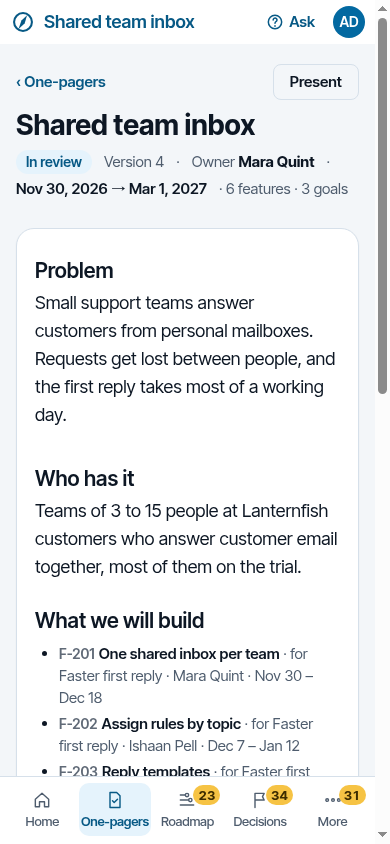 Shared team inbox
Ask
AD
‹ One-pagers
Present
Shared team inbox
In review Version 4 · Owner Mara Quint ·
Nov 30, 2026 → Mar 1, 2027 · 6 features · 3 goals
Problem
Small support teams answer
customers from personal mailboxes.
Requests get lost between people, and
the first reply takes most of a working
day.
Who has it
Teams of 3 to 15 people at Lanternfish
customers who answer customer email
together, most of them on the trial.
What we will build
• F-201 One shared inbox per team · for
Faster first reply · Mara Quint · Nov 30 –
Dec 18
• F-202 Assign rules by topic · for Faster
first reply · Ishaan Pell · Dec 7 – Jan 12
• F-203 Reply templates · for Faster first
23
34
31
Home
One-pagers
Roadmap
Decisions
More